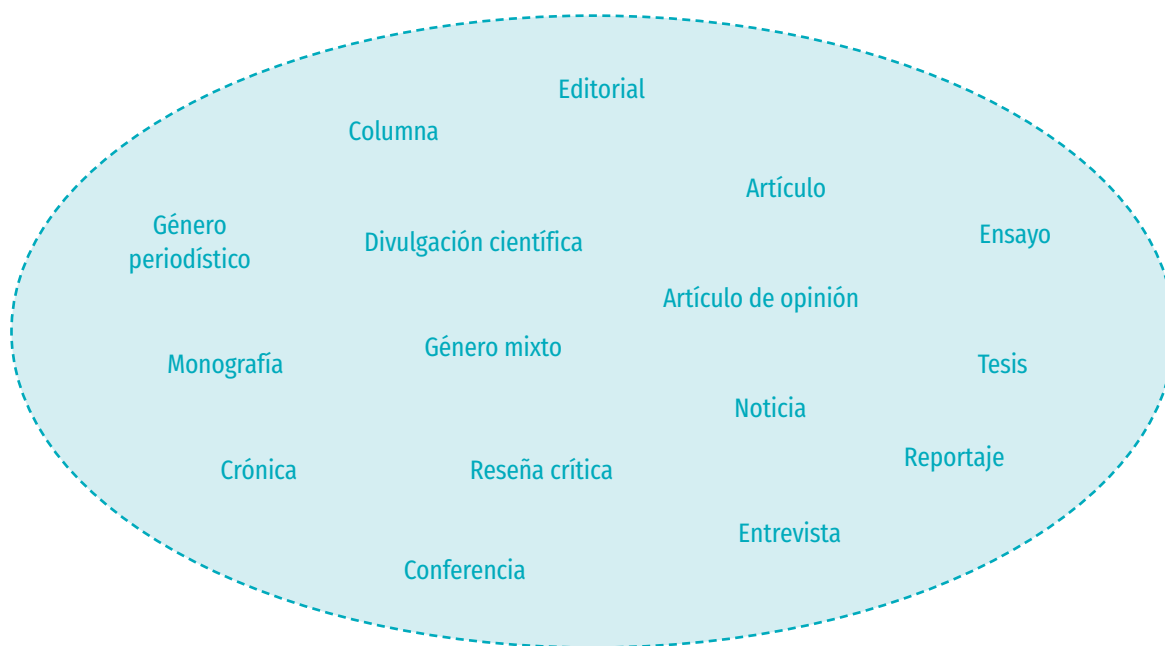 Editorial
Columna
Artículo
Género
periodístico
Divulgación científica
Ensayo
Artículo de opinión
Género mixto
Monografía
Tesis
Noticia
Reportaje
Crónica
Reseña crítica
Entrevista
Conferencia